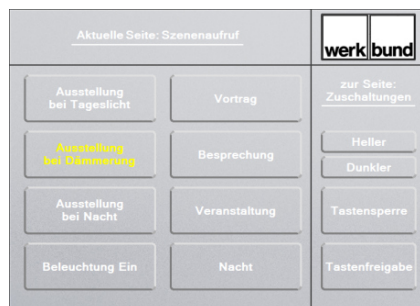 Aktuelle Seite: Szenenaufruf
werk bund
Ausstellung
bei Tageslicht
Vortrag
zur Seite:
Zuschaltungen
Ausstellung
bei Dämmerung
Besprechung
Heller
Dunkler
Ausstellung
bei Nacht
Veranstaltung
Tastensperre
Beleuchtung Ein
Nacht
Tastenfreigabe